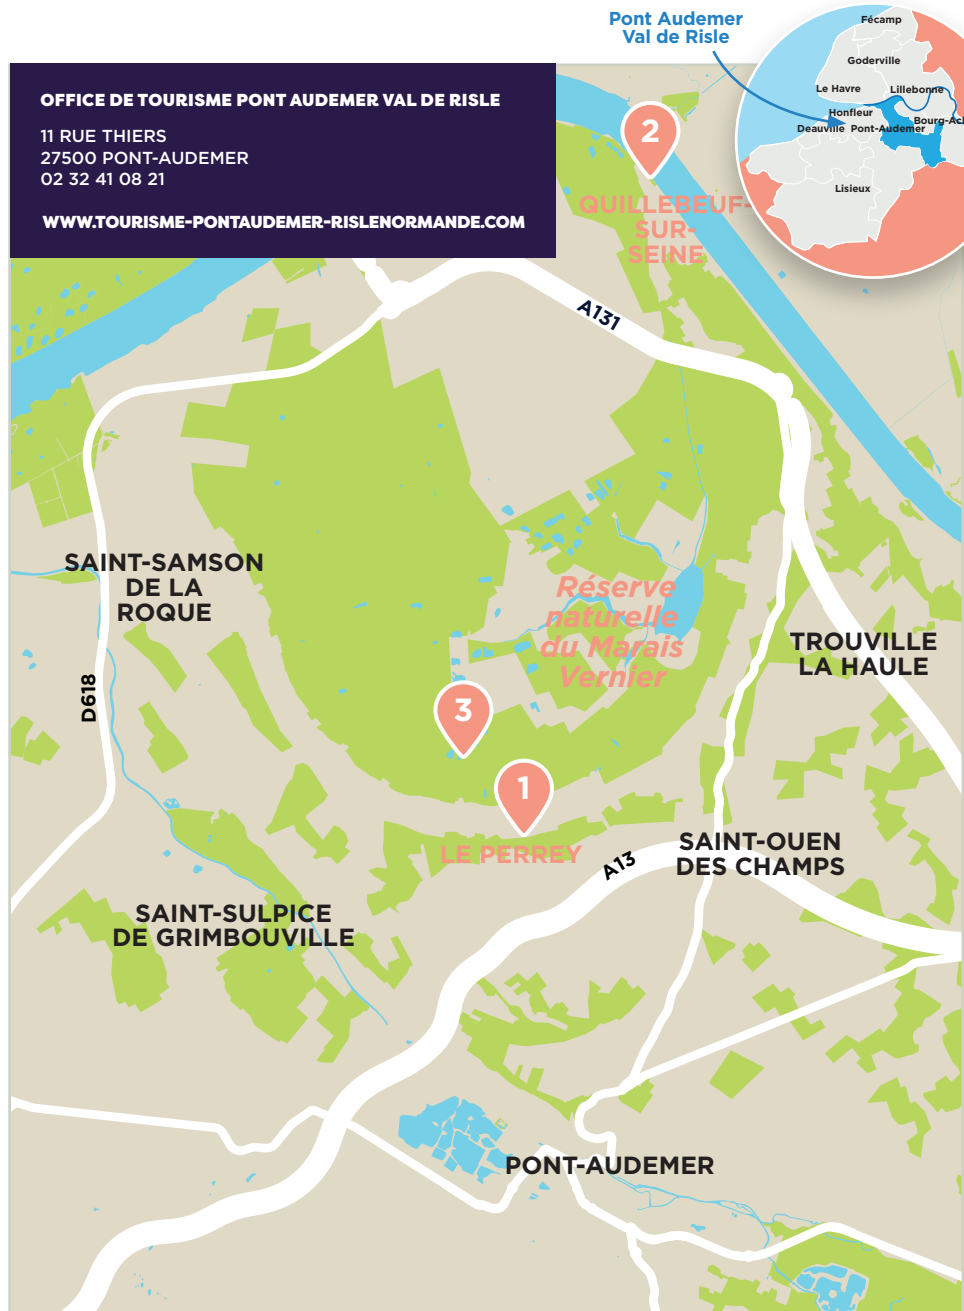 Pont Audemer
Val de Risle
Fécamp
Goderville
Le Havre
Lillebonne
Honfleur
Deauville
Pont-Audemer
Lisieux
OFFICE DE TOURISME PONT AUDEMER VAL DE RISLE
11 RUE THIERS
27500 PONT-AUDEMER
02 32 41 08 21
WWW.TOURISME-PONTAUDEMER-RISLENORMANDE.COM
2
QUILLEBEUF-
SUR-
SEINE
A131
SAINT-SAMSON
DE LA
ROQUE
Réserve
naturelle
du Marais
Vernier
TROUVILLE
LA HAULE
D618
3
1
LE PERREY
A13
SAINT-OUEN
DES CHAMPS
SAINT-SULPICE
DE GRIMBOUVILLE
PONT-AUDEMER